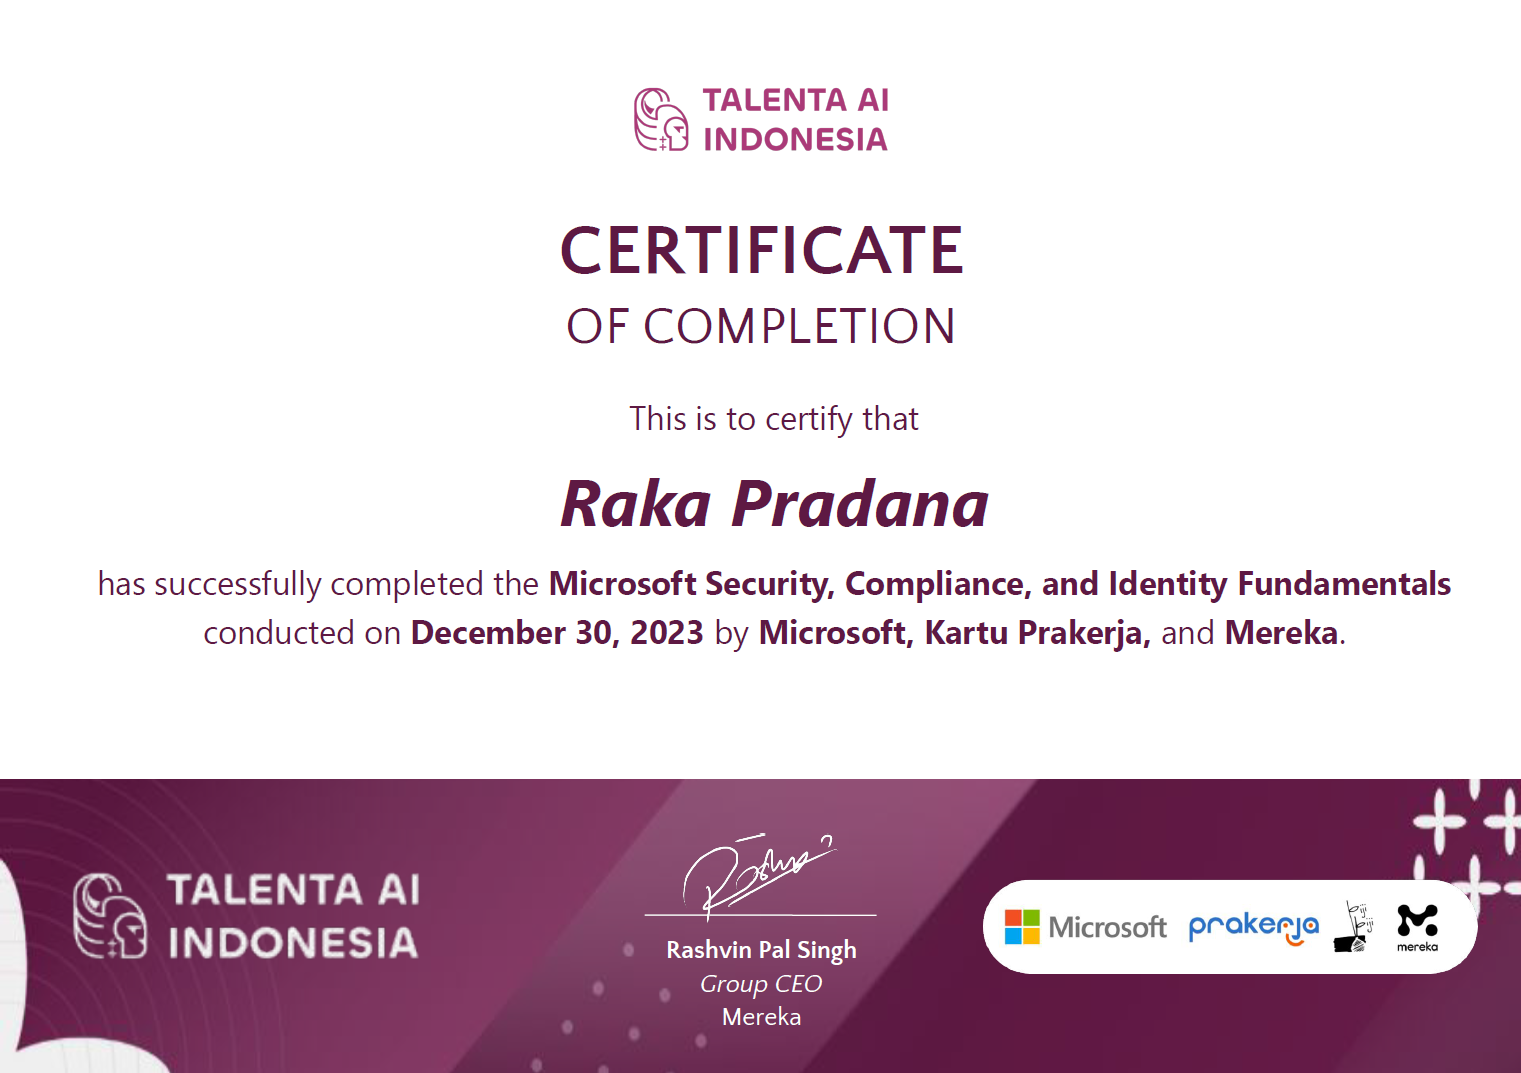 TALENTA AI
INDONESIA
CERTIFICATE
OF COMPLETION
This is to certify that
Raka Pradana
has successfully completed the Microsoft Security, Compliance, and Identity Fundamentals
conducted on December 30, 2023 by Microsoft, Kartu Prakerja, and Mereka.
TALENTA AI
INDONESIA
Rashvin Pal Singh
Group CEO
Mereka
Microsoft
prakerja
mereka